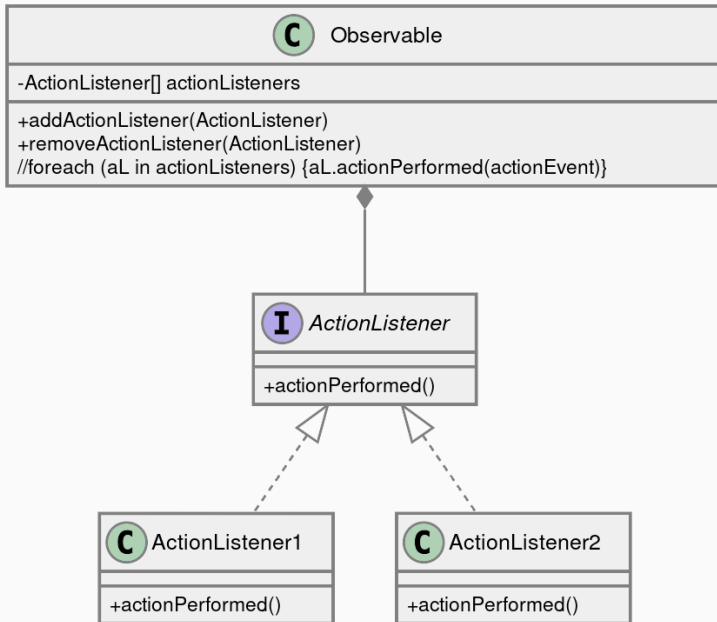 C Observable
-ActionListener[] actionListeners
+addActionListener(ActionListener)
+removeActionListener(ActionListener)
//foreach (aL in actionListeners) {aL.actionPerformed(actionEvent)}
I ActionListener
+actionPerformed()
C ActionListener1
+actionPerformed()
C ActionListener2
+actionPerformed()